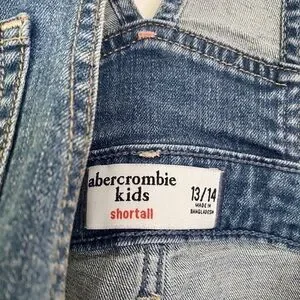 abercrombie
kids
shortall
13/14
MADE IN
BANGLADESH